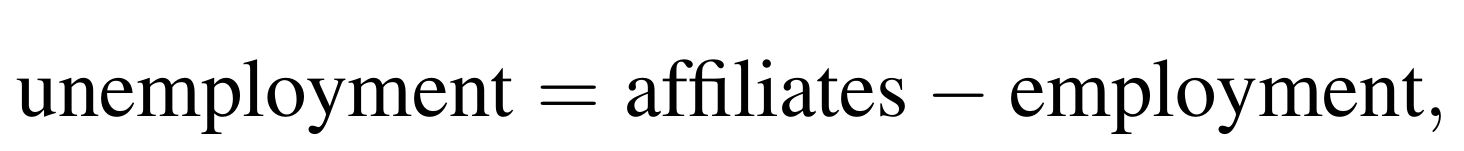 unemployment = affiliates − employment,